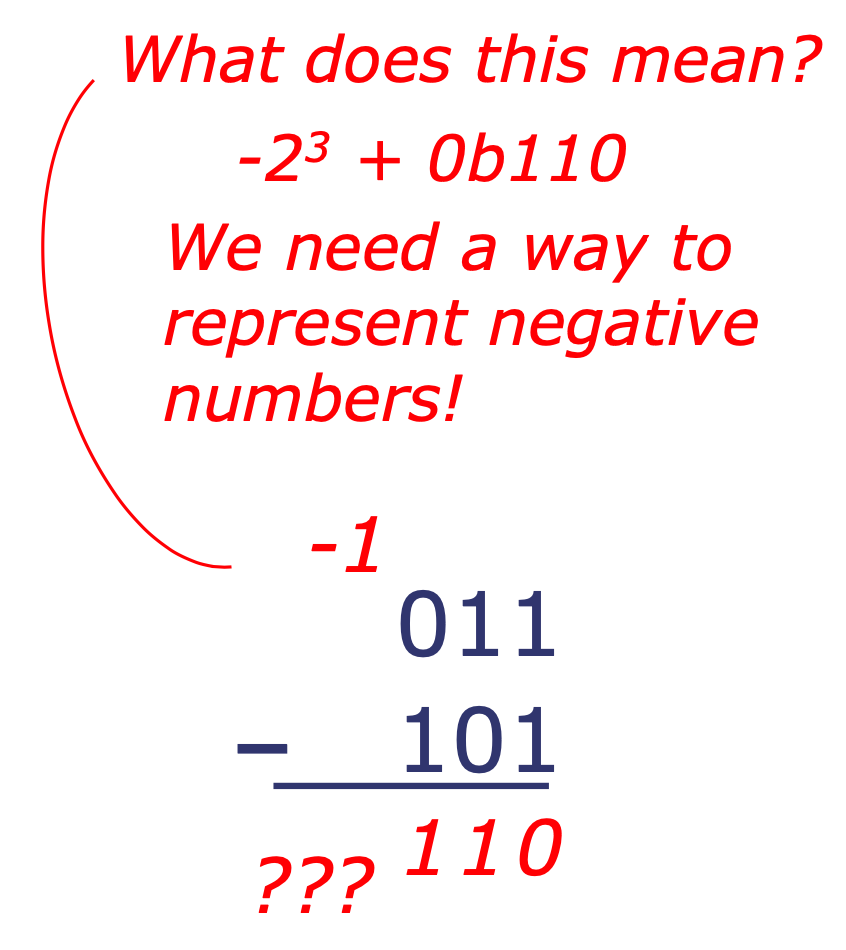 What does this mean?
-2³ + 0b110
We need a way to
represent negative
numbers!
-1
011
– 101
110
???